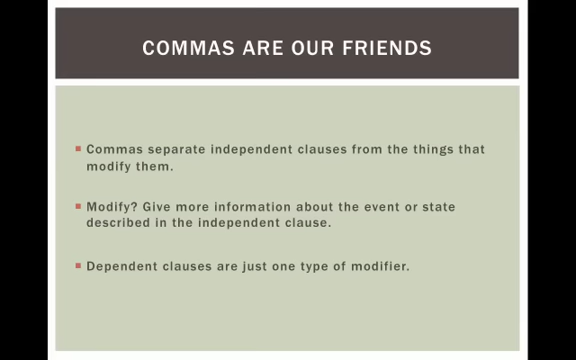 COMMAS ARE OUR FRIENDS
Commas separate independent clauses from the things that
modify them.
Modify? Give more information about the event or state
described in the independent clause.
Dependent clauses are just one type of modifier.